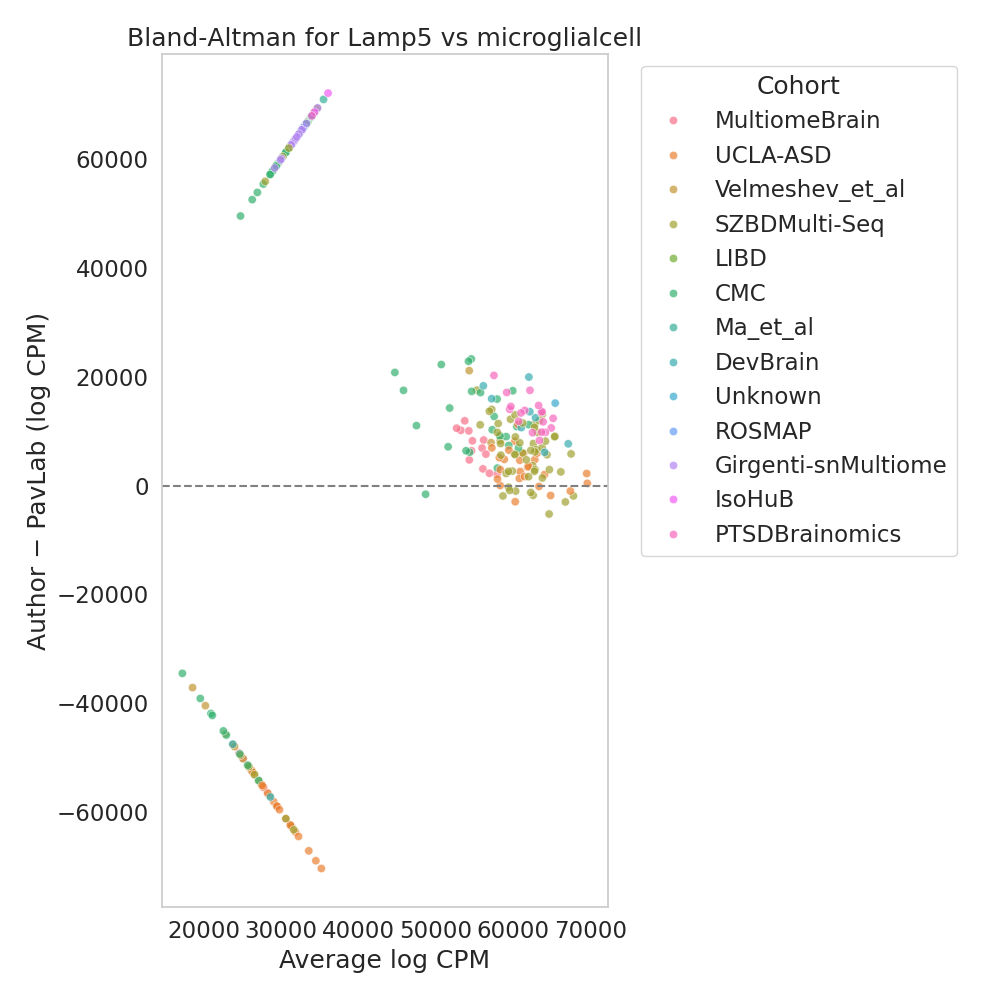 Bland-Altman for Lamp5 vs microglialcell
Author − PavLab (log CPM)
60000
40000
20000
0
−20000
−40000
−60000
20000 30000 40000 50000 60000 70000
Average log CPM
Cohort
MultiomeBrain
UCLA-ASD
Velmeshev_et_al
SZBDMulti-Seq
LIBD
CMC
Ma_et_al
DevBrain
Unknown
ROSMAP
Girgenti-snMultiome
IsoHuB
PTSDBrainomics